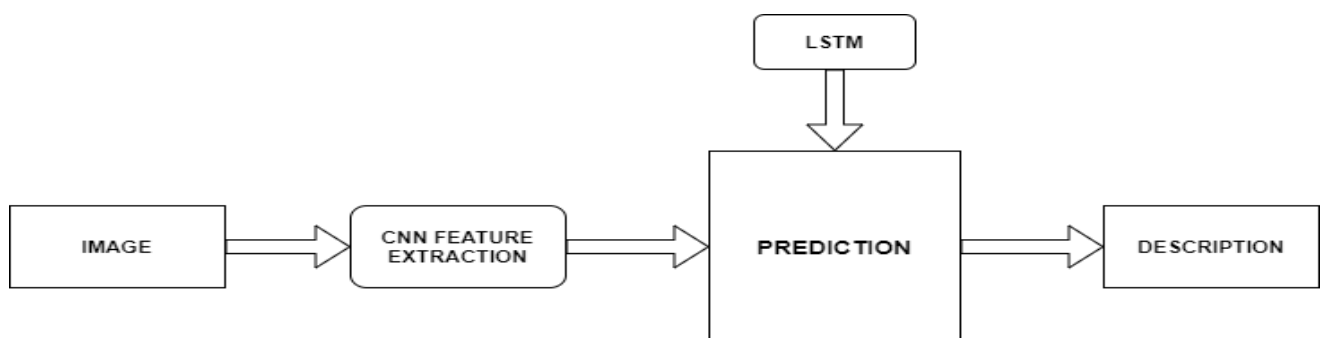 LSTM
IMAGE
CNN FEATURE
EXTRACTION
PREDICTION
DESCRIPTION